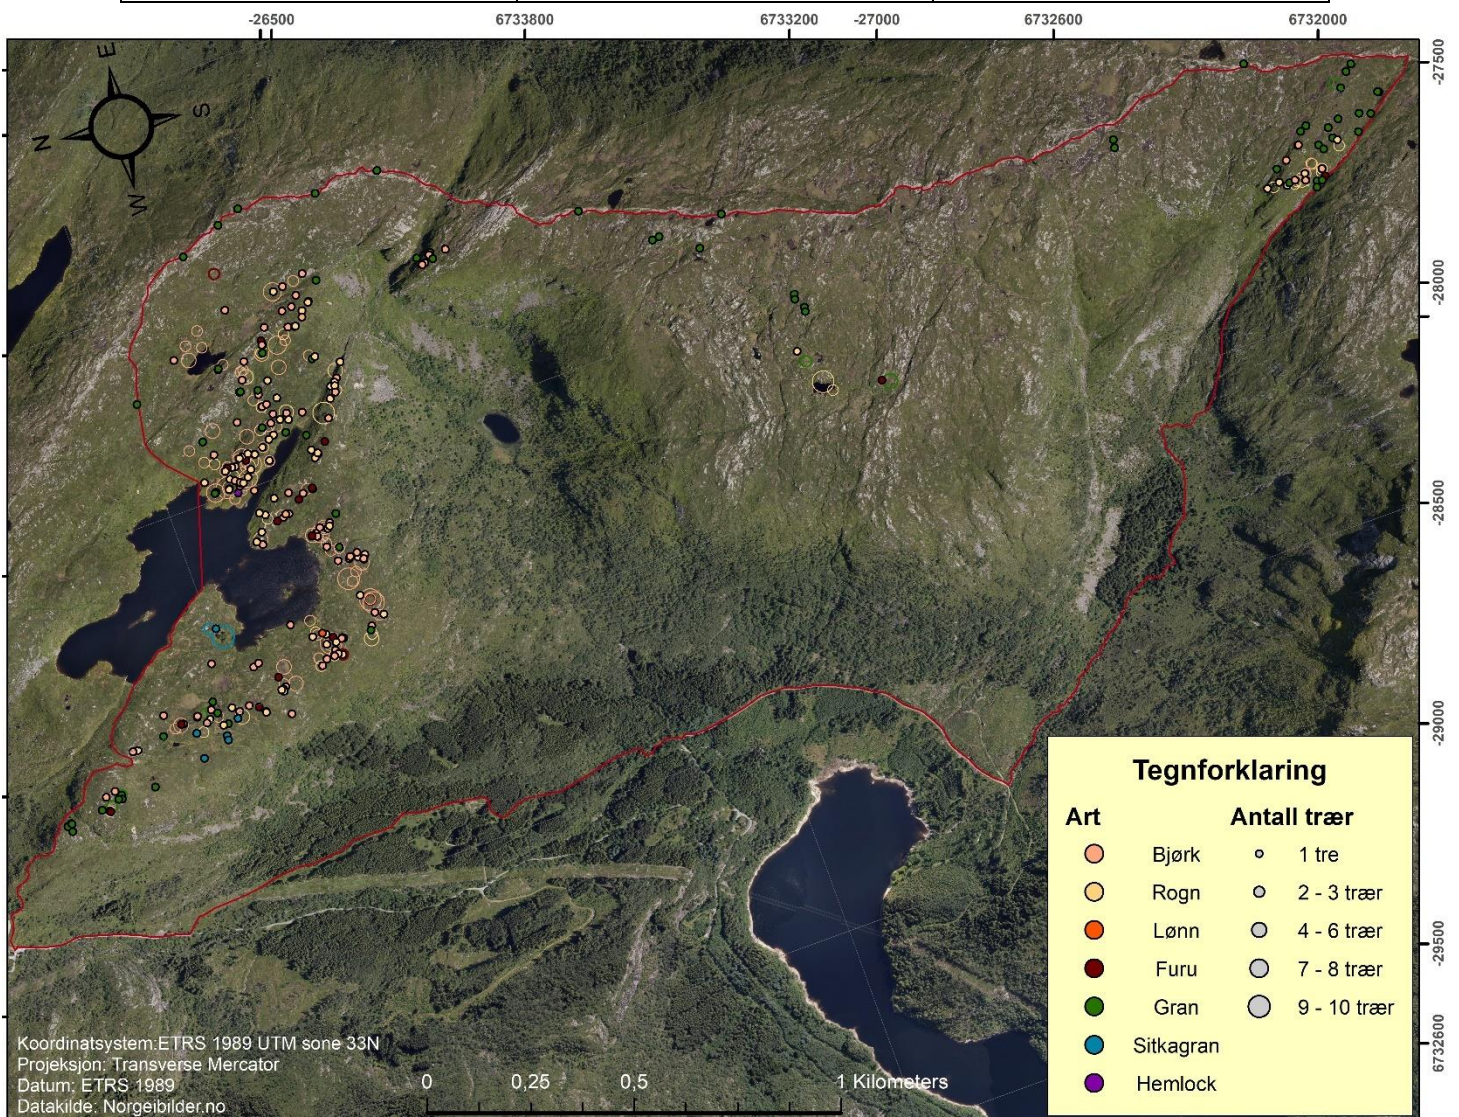 -26500 6733800 6733200 -27000 6732600 6732000
-27500
E
S
N
W
-28000
-28500
-29000
Tegnforklaring
Art Antall trær
Bjørk 1 tre
Rogn 2 - 3 trær
Lønn 4 - 6 trær
Furu 7 - 8 trær
Gran 9 - 10 trær
Sitkagran
Hemlock
-29500
6732600
Koordinatsystem:ETRS 1989 UTM sone 33N
Projeksjon: Transverse Mercator
Datum: ETRS 1989
Datakilde: Norgeibilder.no
0 0,25 0,5 1 Kilometers